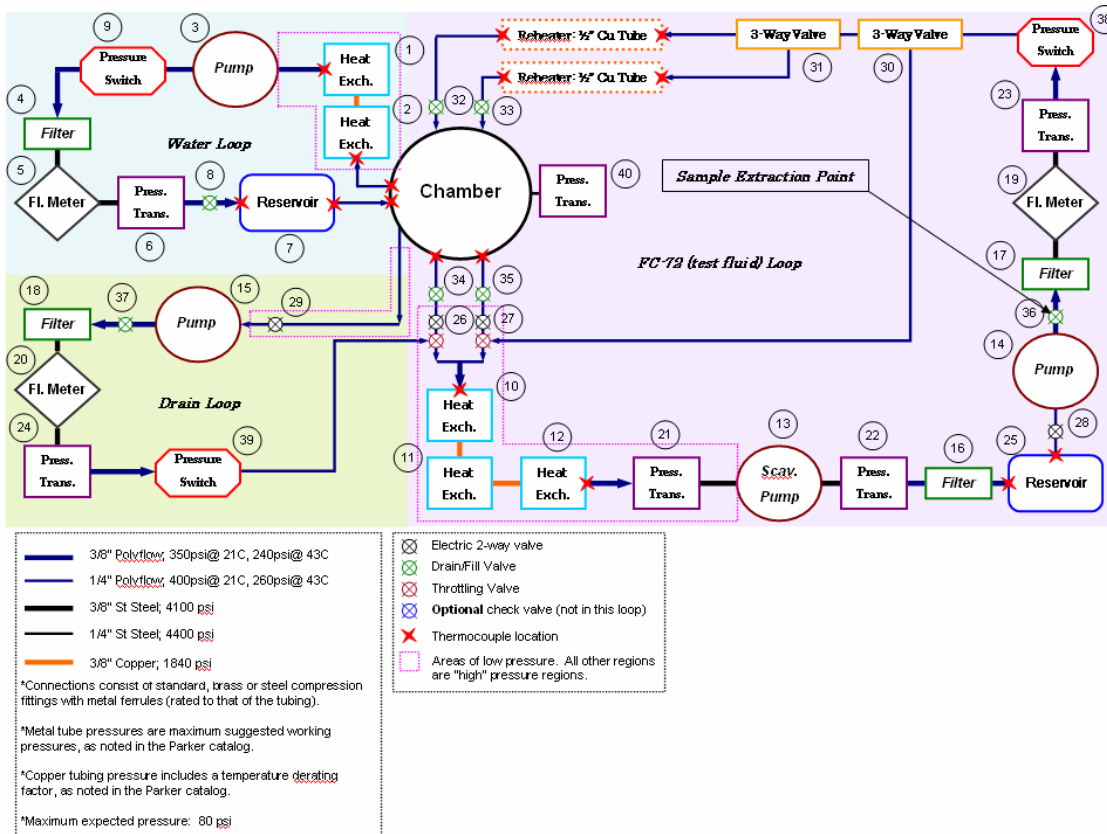 9
3
1
38
Pressure
Switch
Pump
Heat
Exch.
Reheater: ½" Cu Tube
3-Way Valve
3-Way Valve
Pressure
Switch
31
30
4
2
Reheater: ½" Cu Tube
32
33
23
Filter
Water Loop
Heat
Exch.
Press.
Trans.
5
8
Chamber
40
Sample Extraction Point
19
Fl. Meter
Press.
Trans.
Reservoir
Press.
Trans.
Fl. Meter
6
7
FC-72 (test fluid) Loop
17
34
35
Filter
18
37
15
29
26
27
36
Filter
Pump
14
20
10
Pump
Fl. Meter
Drain Loop
Heat
Exch.
28
24
39
11
12
21
13
22
16
25
Press.
Trans.
Pressure
Switch
Heat
Exch.
Heat
Exch.
Press.
Trans.
Scav.
Pump
Press.
Trans.
Filter
Reservoir
3/8" Polyflow; 350psi@ 21C, 240psi@ 43C
1/4" Polyflow; 400psi@ 21C, 260psi@ 43C
3/8" St Steel; 4100 psi
1/4" St Steel; 4400 psi
3/8" Copper; 1840 psi
*Connections consist of standard, brass or steel compression
fittings with metal ferrules (rated to that of the tubing).
*Metal tube pressures are maximum suggested working
pressures, as noted in the Parker catalog.
*Copper tubing pressure includes a temperature derating
factor, as noted in the Parker catalog.
*Maximum expected pressure: 80 psi
Electric 2-way valve
Drain/Fill Valve
Throttling Valve
Optional check valve (not in this loop)
Thermocouple location
Areas of low pressure. All other regions
are "high" pressure regions.